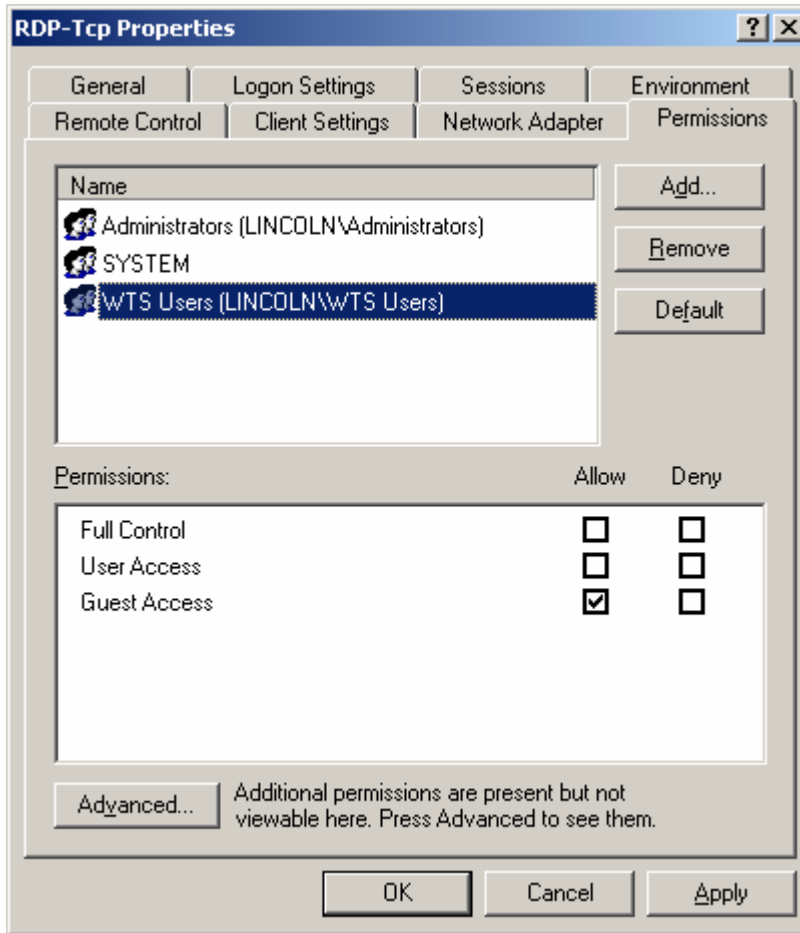 RDP-Tcp Properties
General Logon Settings Sessions Environment
Remote Control Client Settings Network Adapter Permissions
Name
Administrators (LINCOLN\Administrators)
SYSTEM
WTS Users (LINCOLN\WTS Users)
Add...
Remove
Default
Permissions: Allow Deny
Full Control
User Access
Guest Access
Advanced...
Additional permissions are present but not
viewable here. Press Advanced to see them.
OK Cancel Apply